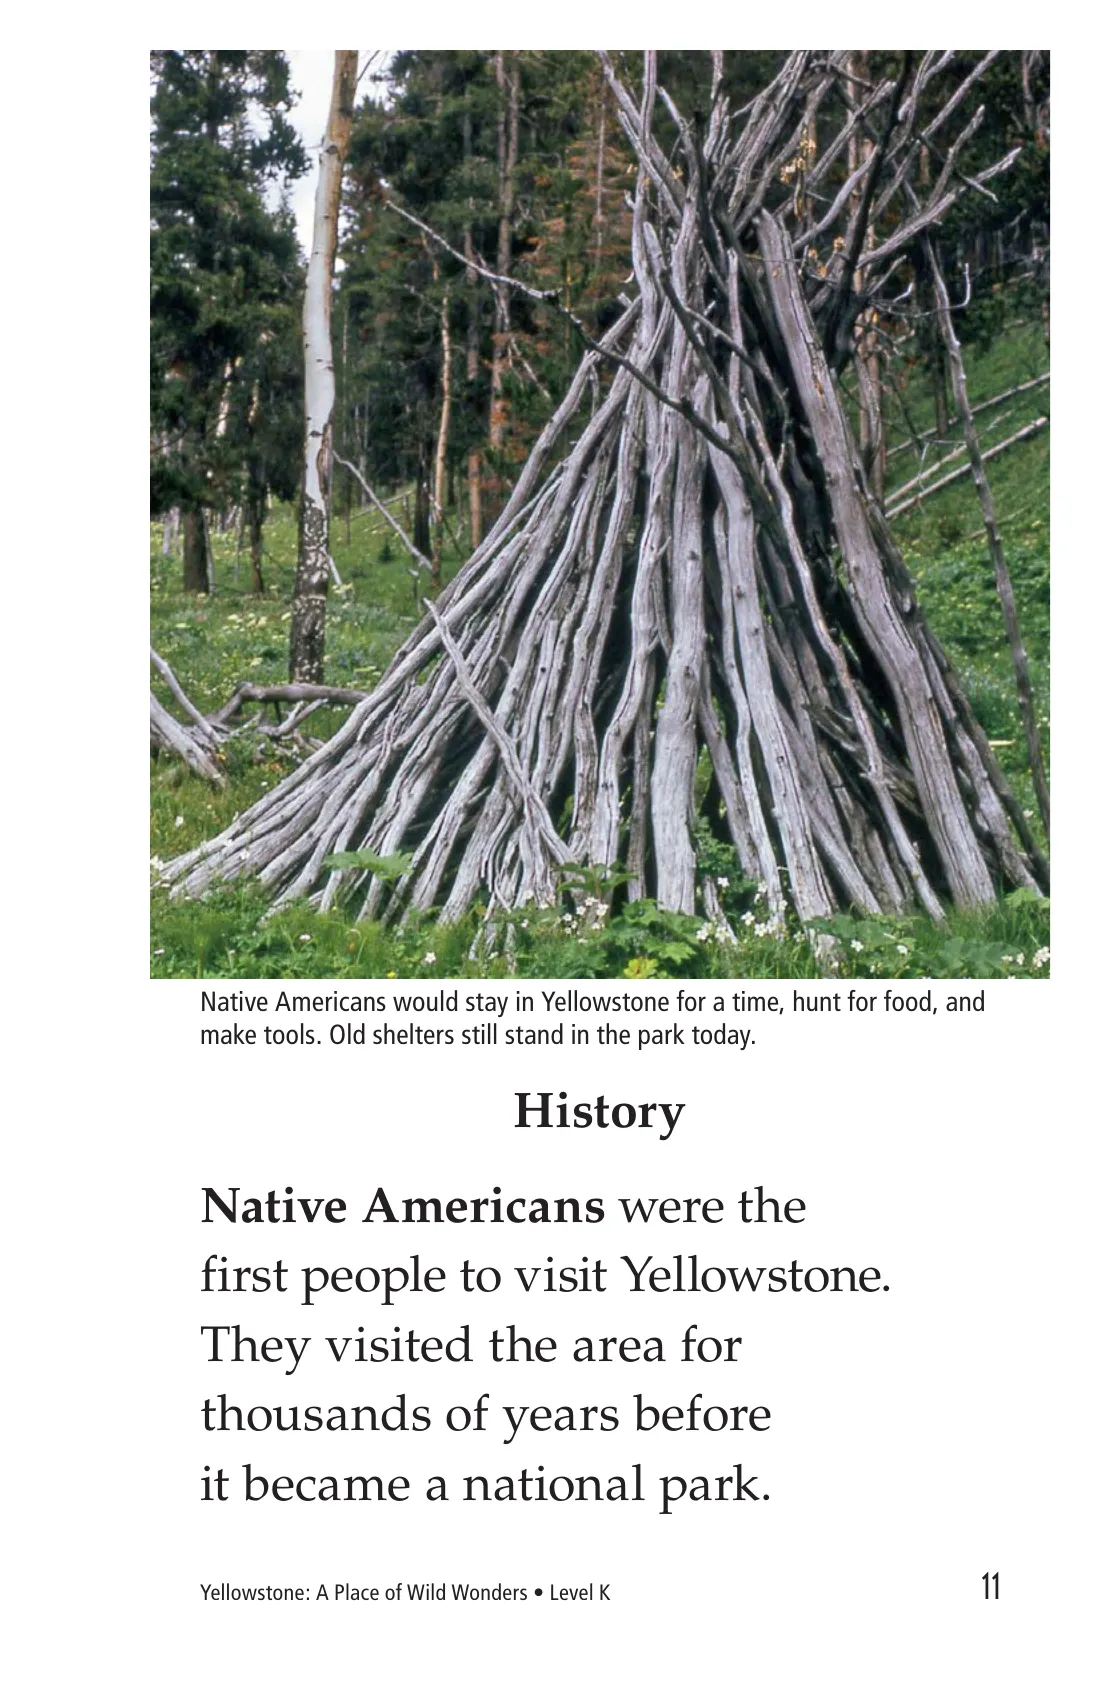 Native Americans would stay in Yellowstone for a time, hunt for food, and
make tools. Old shelters still stand in the park today.
History
Native Americans were the
first people to visit Yellowstone.
They visited the area for
thousands of years before
it became a national park.
Yellowstone: A Place of Wild Wonders • Level K
11